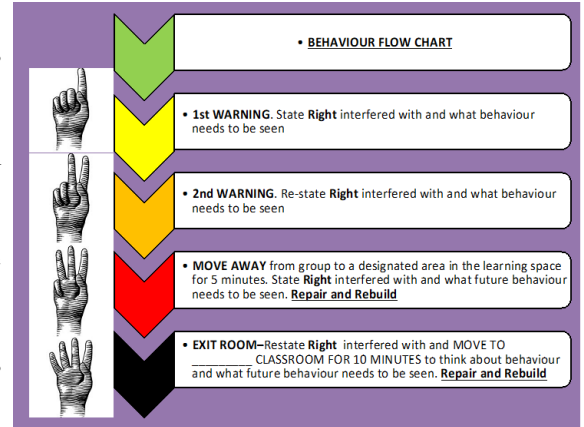 • BEHAVIOUR FLOW CHART
• 1st WARNING. State Right interfered with and what behaviour
needs to be seen
• 2nd WARNING. Re-state Right interfered with and what behaviour
needs to be seen
• MOVE AWAY from group to a designated area in the learning space
for 5 minutes. State Right interfered with and what future behaviour
needs to be seen. Repair and Rebuild
• EXIT ROOM–Restate Right interfered with and MOVE TO
_________ CLASSROOM FOR 10 MINUTES to think about behaviour
and what future behaviour needs to be seen. Repair and Rebuild